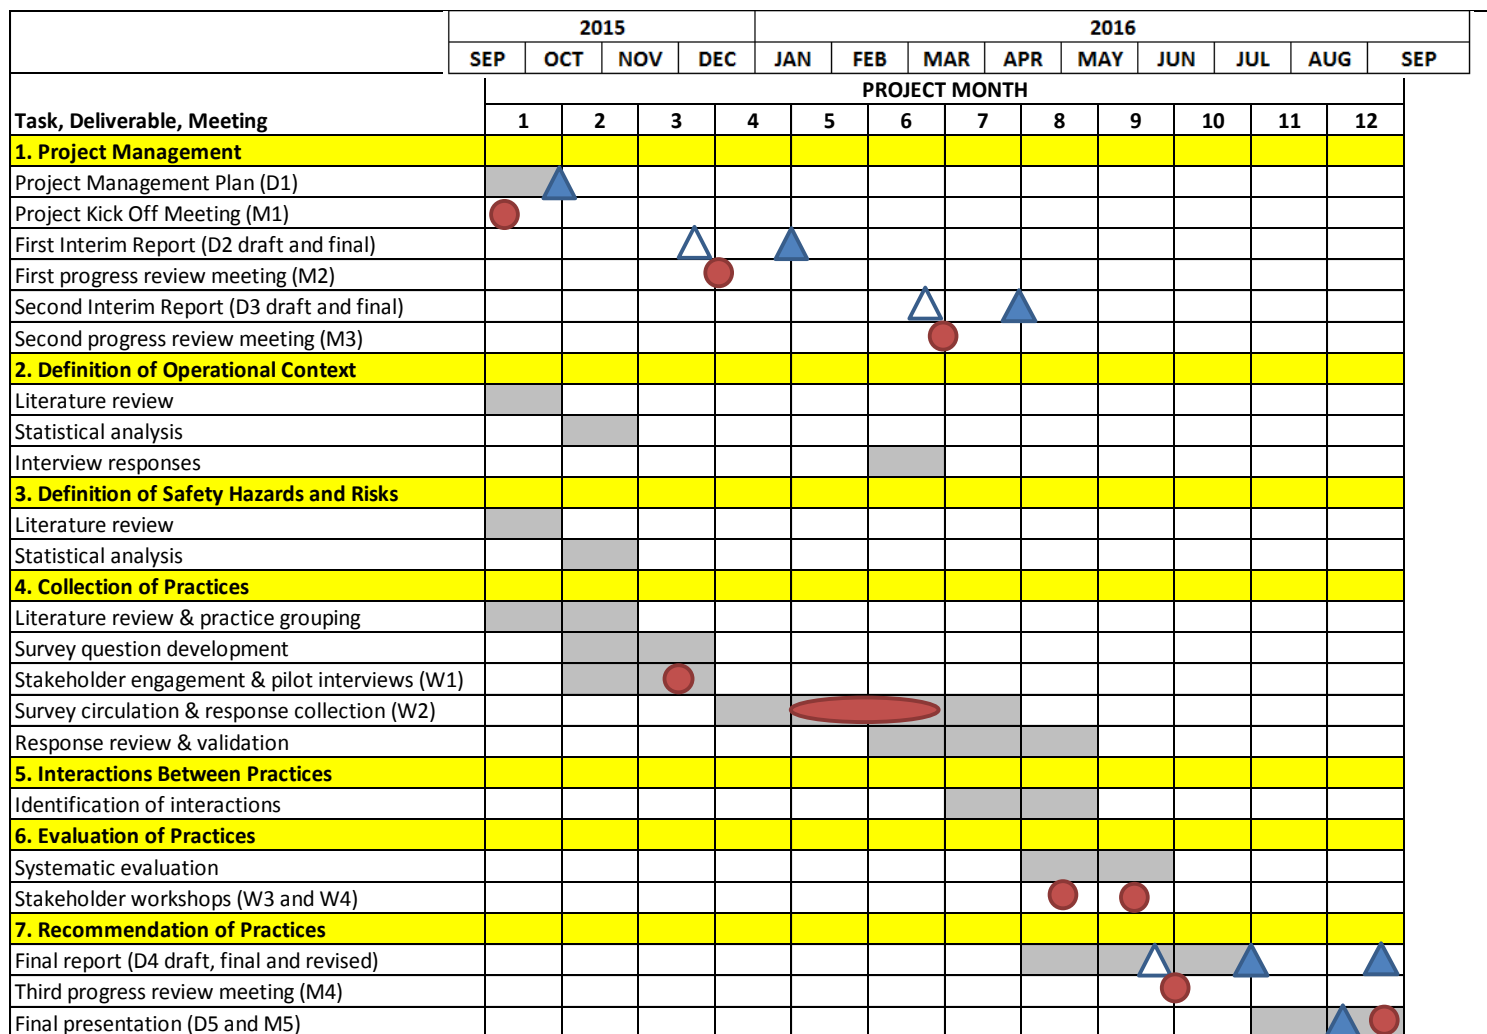 2015 2016
SEP OCT NOV DEC JAN FEB MAR APR MAY JUN JUL AUG SEP
PROJECT MONTH
Task, Deliverable, Meeting 1 2 3 4 5 6 7 8 9 10 11 12
1. Project Management
Project Management Plan (D1)
Project Kick Off Meeting (M1)
First Interim Report (D2 draft and final)
First progress review meeting (M2)
Second Interim Report (D3 draft and final)
Second progress review meeting (M3)
2. Definition of Operational Context
Literature review
Statistical analysis
Interview responses
3. Definition of Safety Hazards and Risks
Literature review
Statistical analysis
4. Collection of Practices
Literature review & practice grouping
Survey question development
Stakeholder engagement & pilot interviews (W1)
Survey circulation & response collection (W2)
Response review & validation
5. Interactions Between Practices
Identification of interactions
6. Evaluation of Practices
Systematic evaluation
Stakeholder workshops (W3 and W4)
7. Recommendation of Practices
Final report (D4 draft, final and revised)
Third progress review meeting (M4)
Final presentation (D5 and M5)